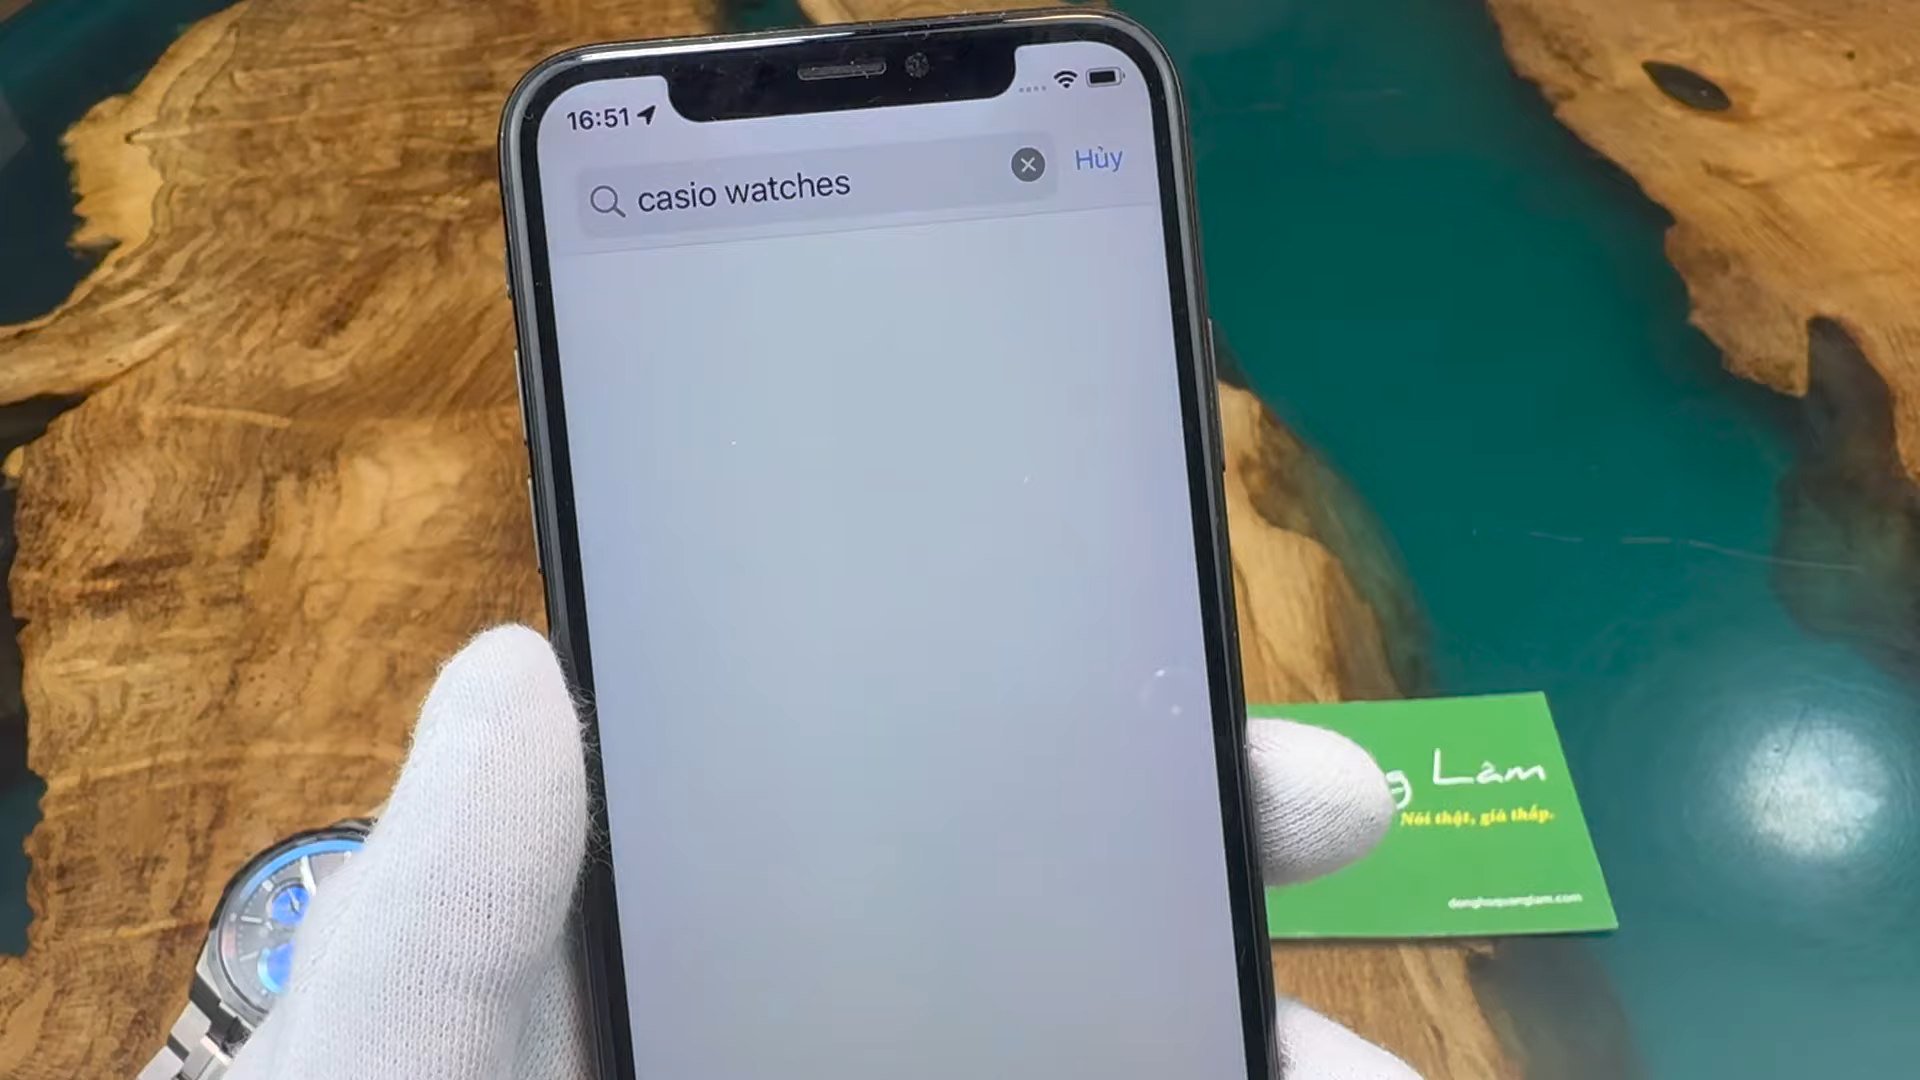 16:51
casio watches
Hủy
g Lâm
Nói thật, giá thấp.
donghoquanglam.com